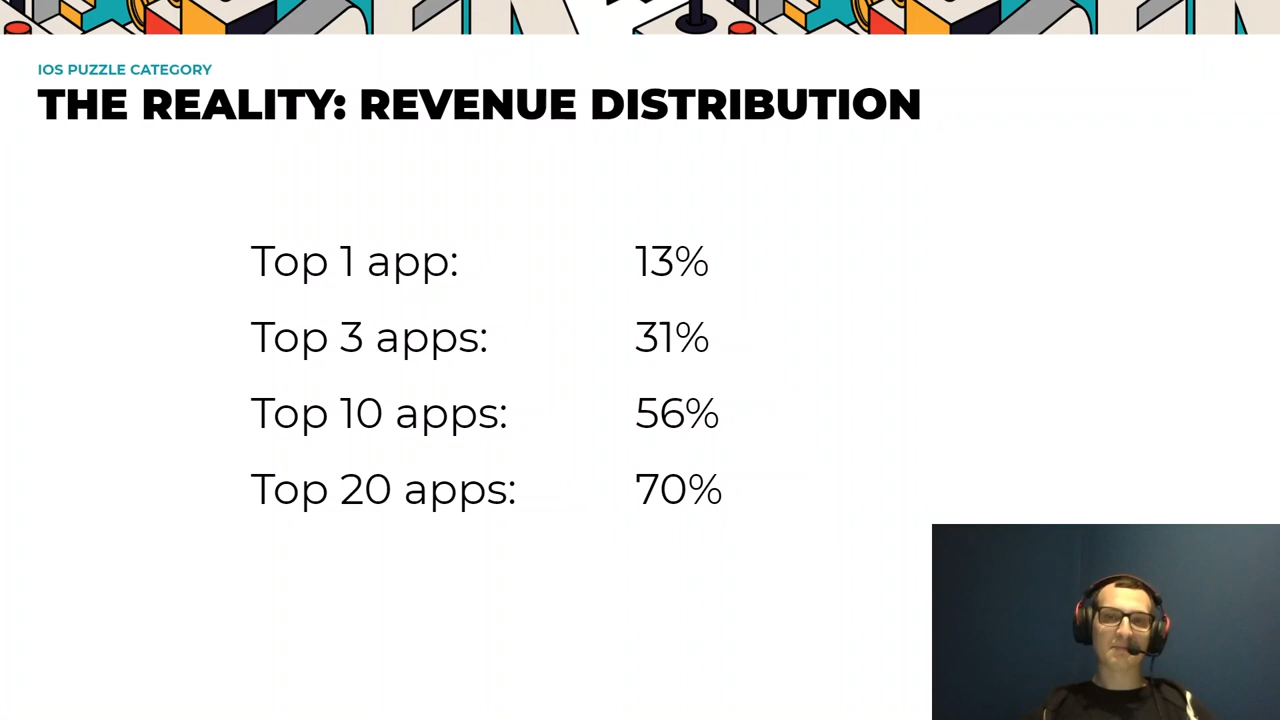 IOS PUZZLE CATEGORY
THE REALITY: REVENUE DISTRIBUTION
Top 1 app: 13%
Top 3 apps: 31%
Top 10 apps: 56%
Top 20 apps: 70%